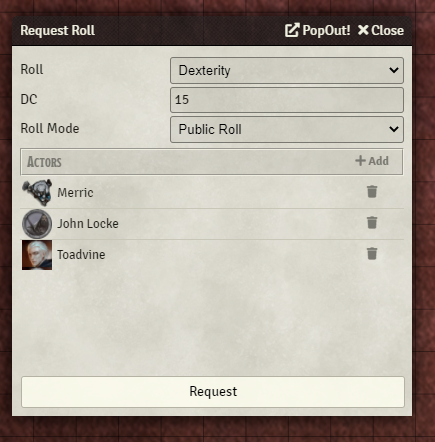 Request Roll PopOut! Close
Roll Dexterity
DC 15
Roll Mode Public Roll
Actors Add
Merric
John Locke
Toadvine
Request